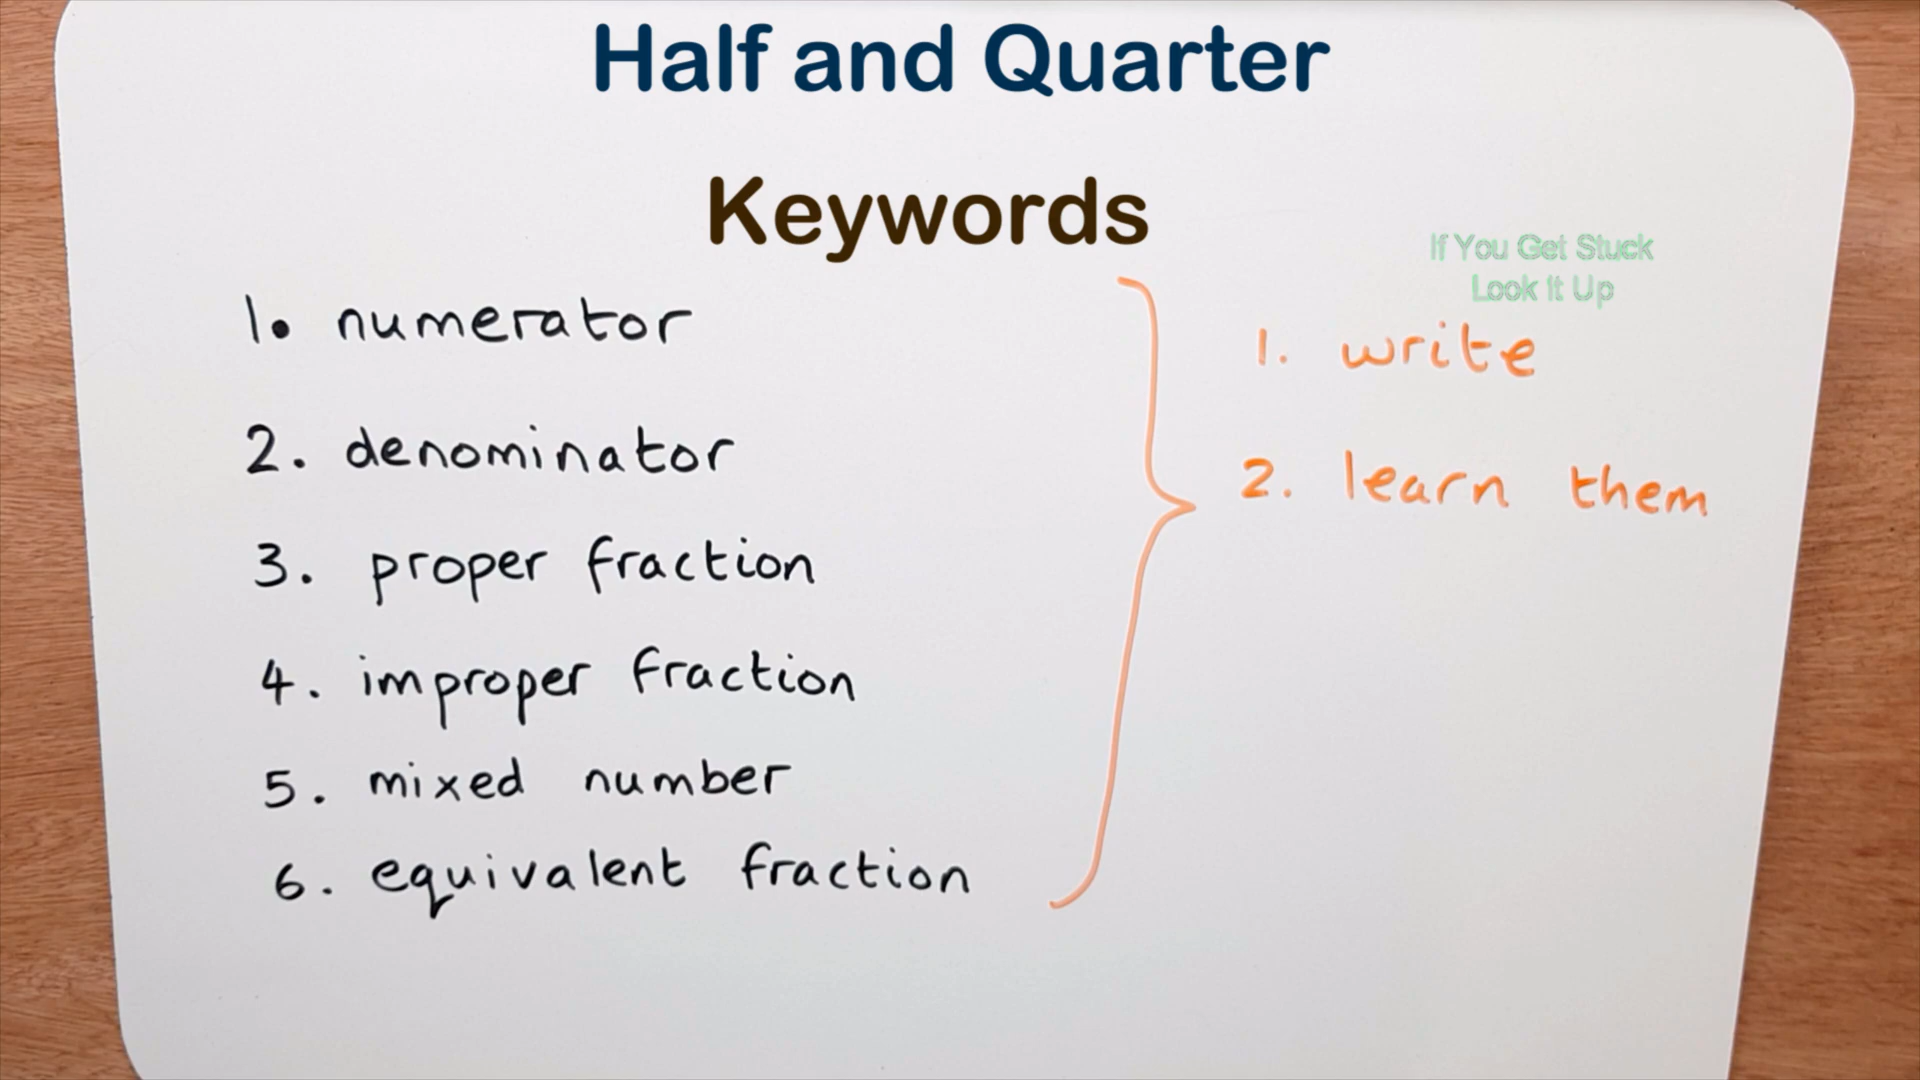 Half and Quarter
Keywords
1. numerator
2. denominator
3. proper fraction
4. improper fraction
5. mixed number
6. equivalent fraction
If You Get Stuck
Look It Up
1. write
2. learn them